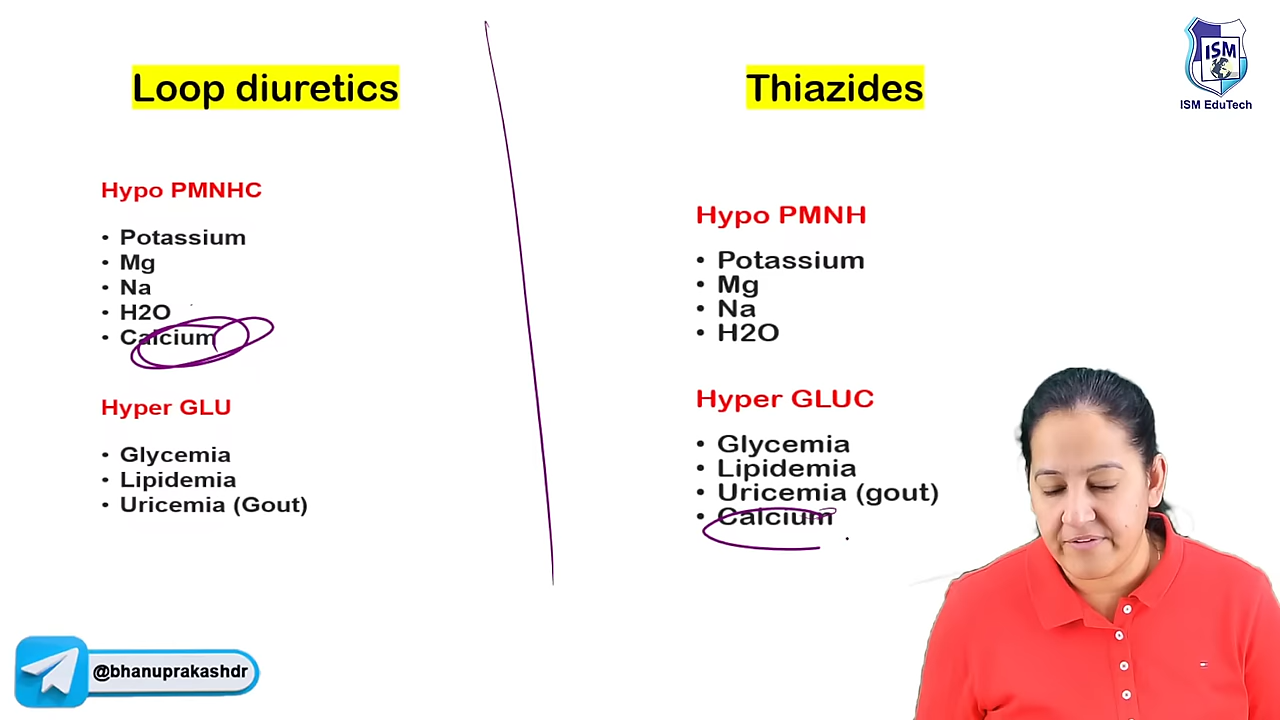 Loop diuretics
Hypo PMNHC
• Potassium
• Mg
• Na
• H2O
• Calcium
Hyper GLU
• Glycemia
• Lipidemia
• Uricemia (Gout)
Thiazides
Hypo PMNH
• Potassium
• Mg
• Na
• H2O
Hyper GLUC
• Glycemia
• Lipidemia
• Uricemia (gout)
• Calcium
ISM
ISM EduTech
@bhanuprakashdr